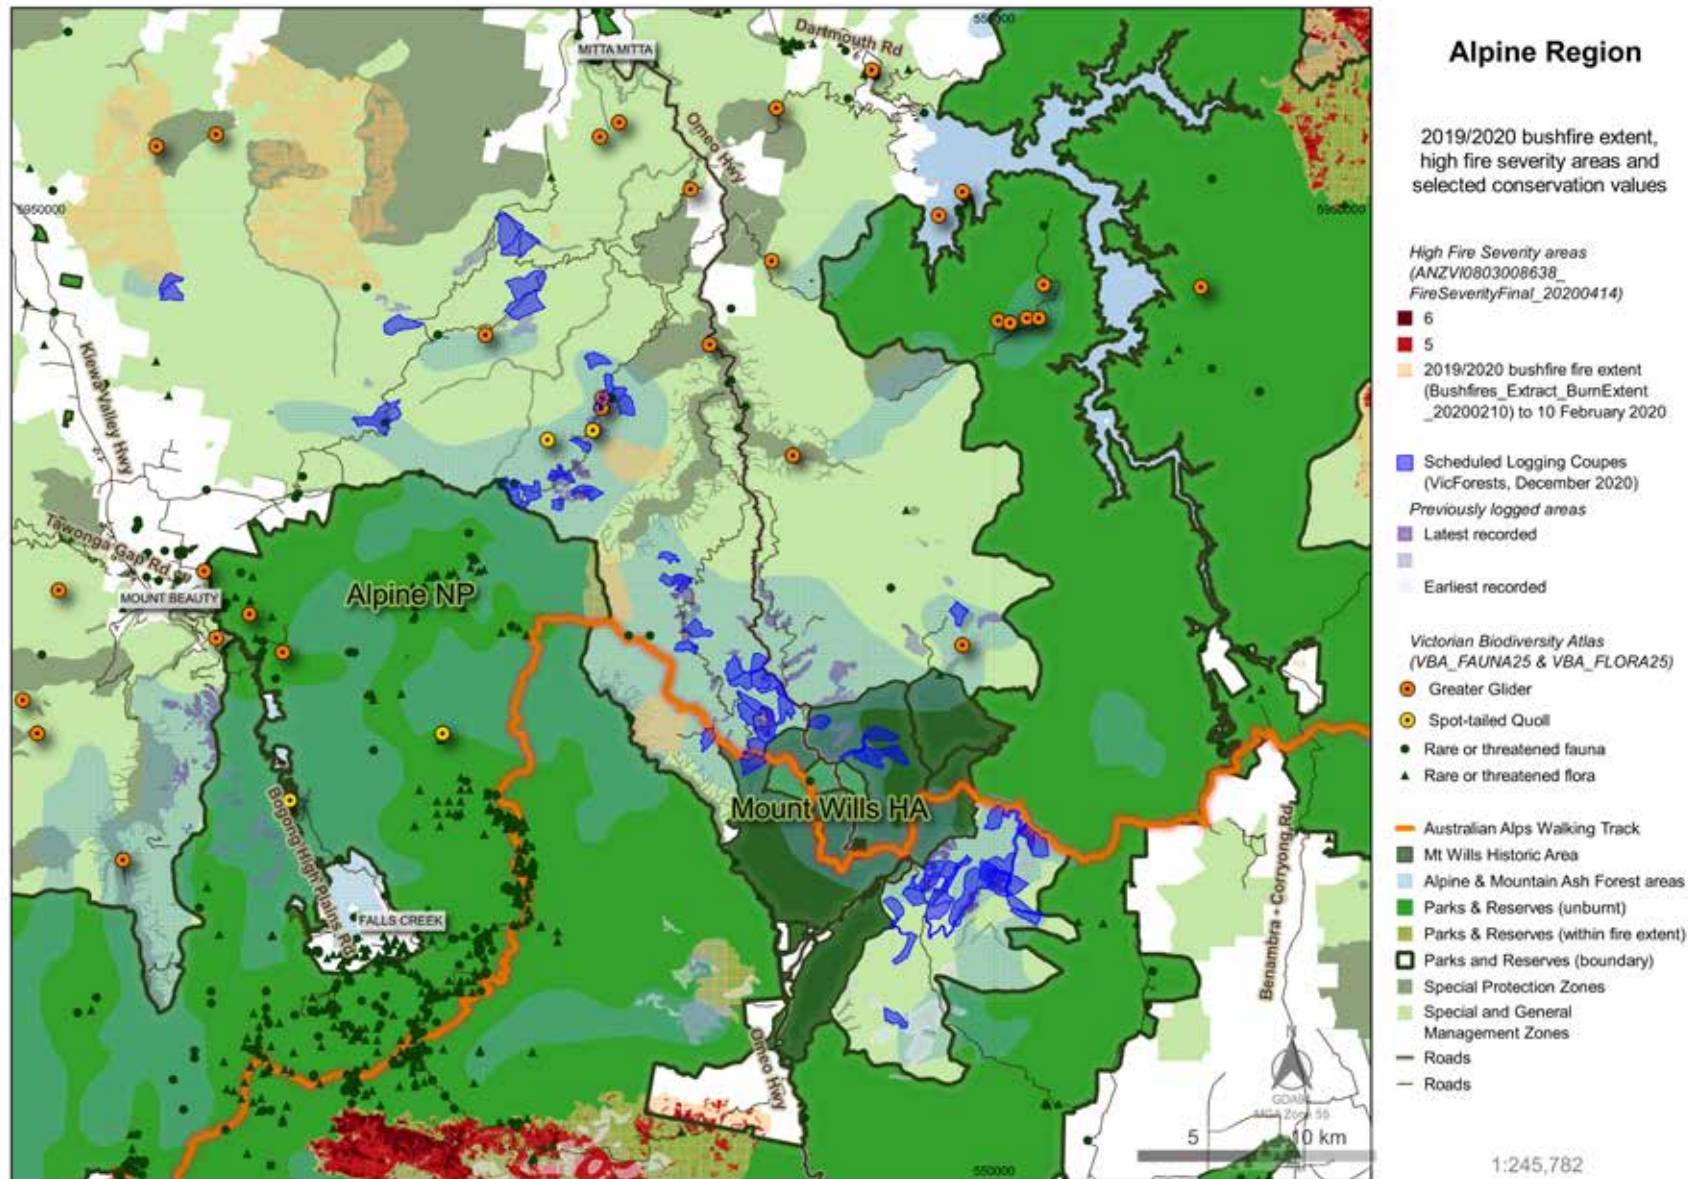 Alpine Region
2019/2020 bushfire extent,
high fire severity areas and
selected conservation values
High Fire Severity areas
(ANZVI0803008638_
FireSeverityFinal_20200414)
6
5
2019/2020 bushfire fire extent
(Bushfires_Extract_BurnExtent
_20200210) to 10 February 2020
Scheduled Logging Coupes
(VicForests, December 2020)
Previously logged areas
Latest recorded
Earliest recorded
Victorian Biodiversity Atlas
(VBA_FAUNA25 & VBA_FLORA25)
Greater Glider
Spot-tailed Quoll
Rare or threatened fauna
Rare or threatened flora
Australian Alps Walking Track
Mt Wills Historic Area
Alpine & Mountain Ash Forest areas
Parks & Reserves (unburnt)
Parks & Reserves (within fire extent)
Parks and Reserves (boundary)
Special Protection Zones
Special and General
Management Zones
Roads
Roads
1:245,782
550000
Dartmouth Rd
MITTA MITTA
Omeo Hwy
5950000
5950000
Kiewa Valley Hwy
Tawonga Gap Rd
MOUNT BEAUTY
Alpine NP
Mount Wills HA
Bogong High Plains Rd
FALLS CREEK
Benambra - Corryong Rd
Omeo Hwy
N
GDA94
MGA Zone 55
5
10 km
550000